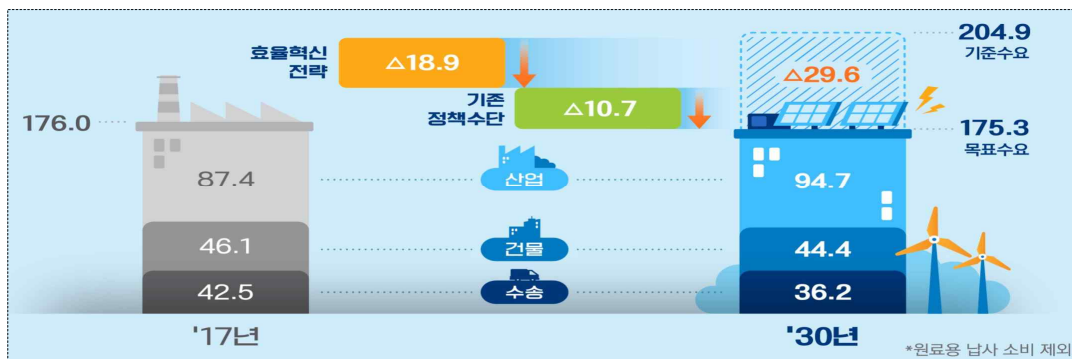 효율혁신
전략
△18.9
기존
정책수단
△10.7
204.9
기준수요
△29.6
176.0
175.3
목표수요
87.4
산업
94.7
46.1
건물
44.4
42.5
수송
36.2
'17년
'30년
*원료용 납사 소비 제외